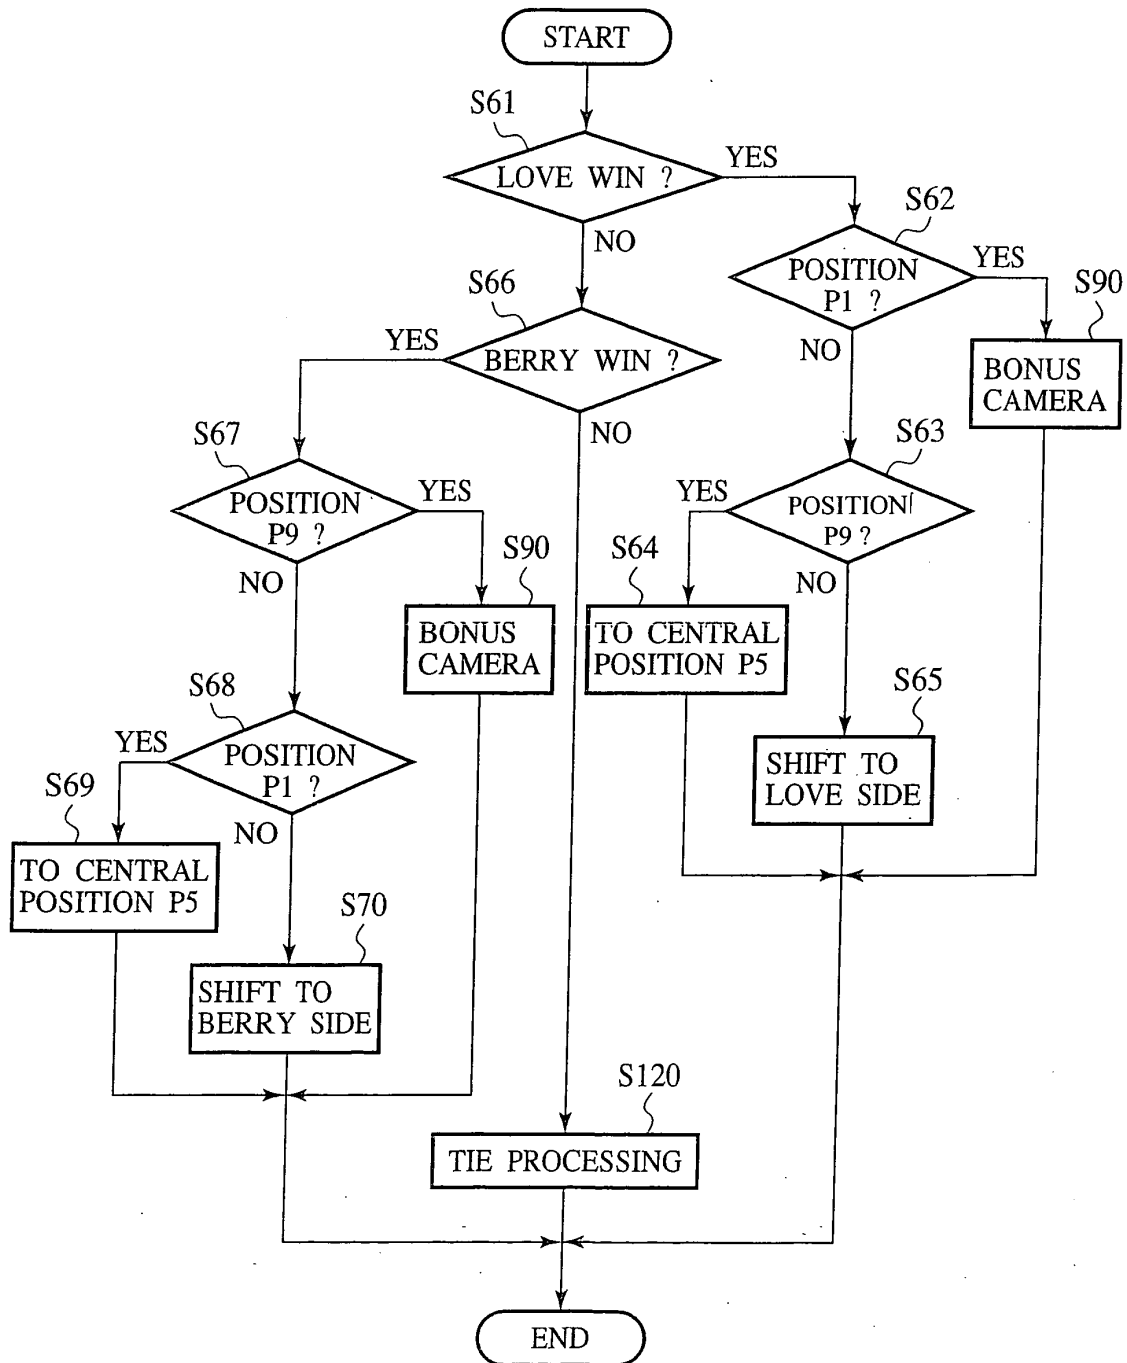 START
S61
LOVE WIN ?
YES
NO
S62
POSITION
P1 ?
YES
NO
S90
BONUS
CAMERA
S66
BERRY WIN ?
YES
NO
S63
POSITION
P9 ?
YES
NO
S67
POSITION
P9 ?
YES
NO
S90
BONUS
CAMERA
S64
TO CENTRAL
POSITION P5
S65
SHIFT TO
LOVE SIDE
S68
POSITION
P1 ?
YES
NO
S69
TO CENTRAL
POSITION P5
S70
SHIFT TO
BERRY SIDE
S120
TIE PROCESSING
END